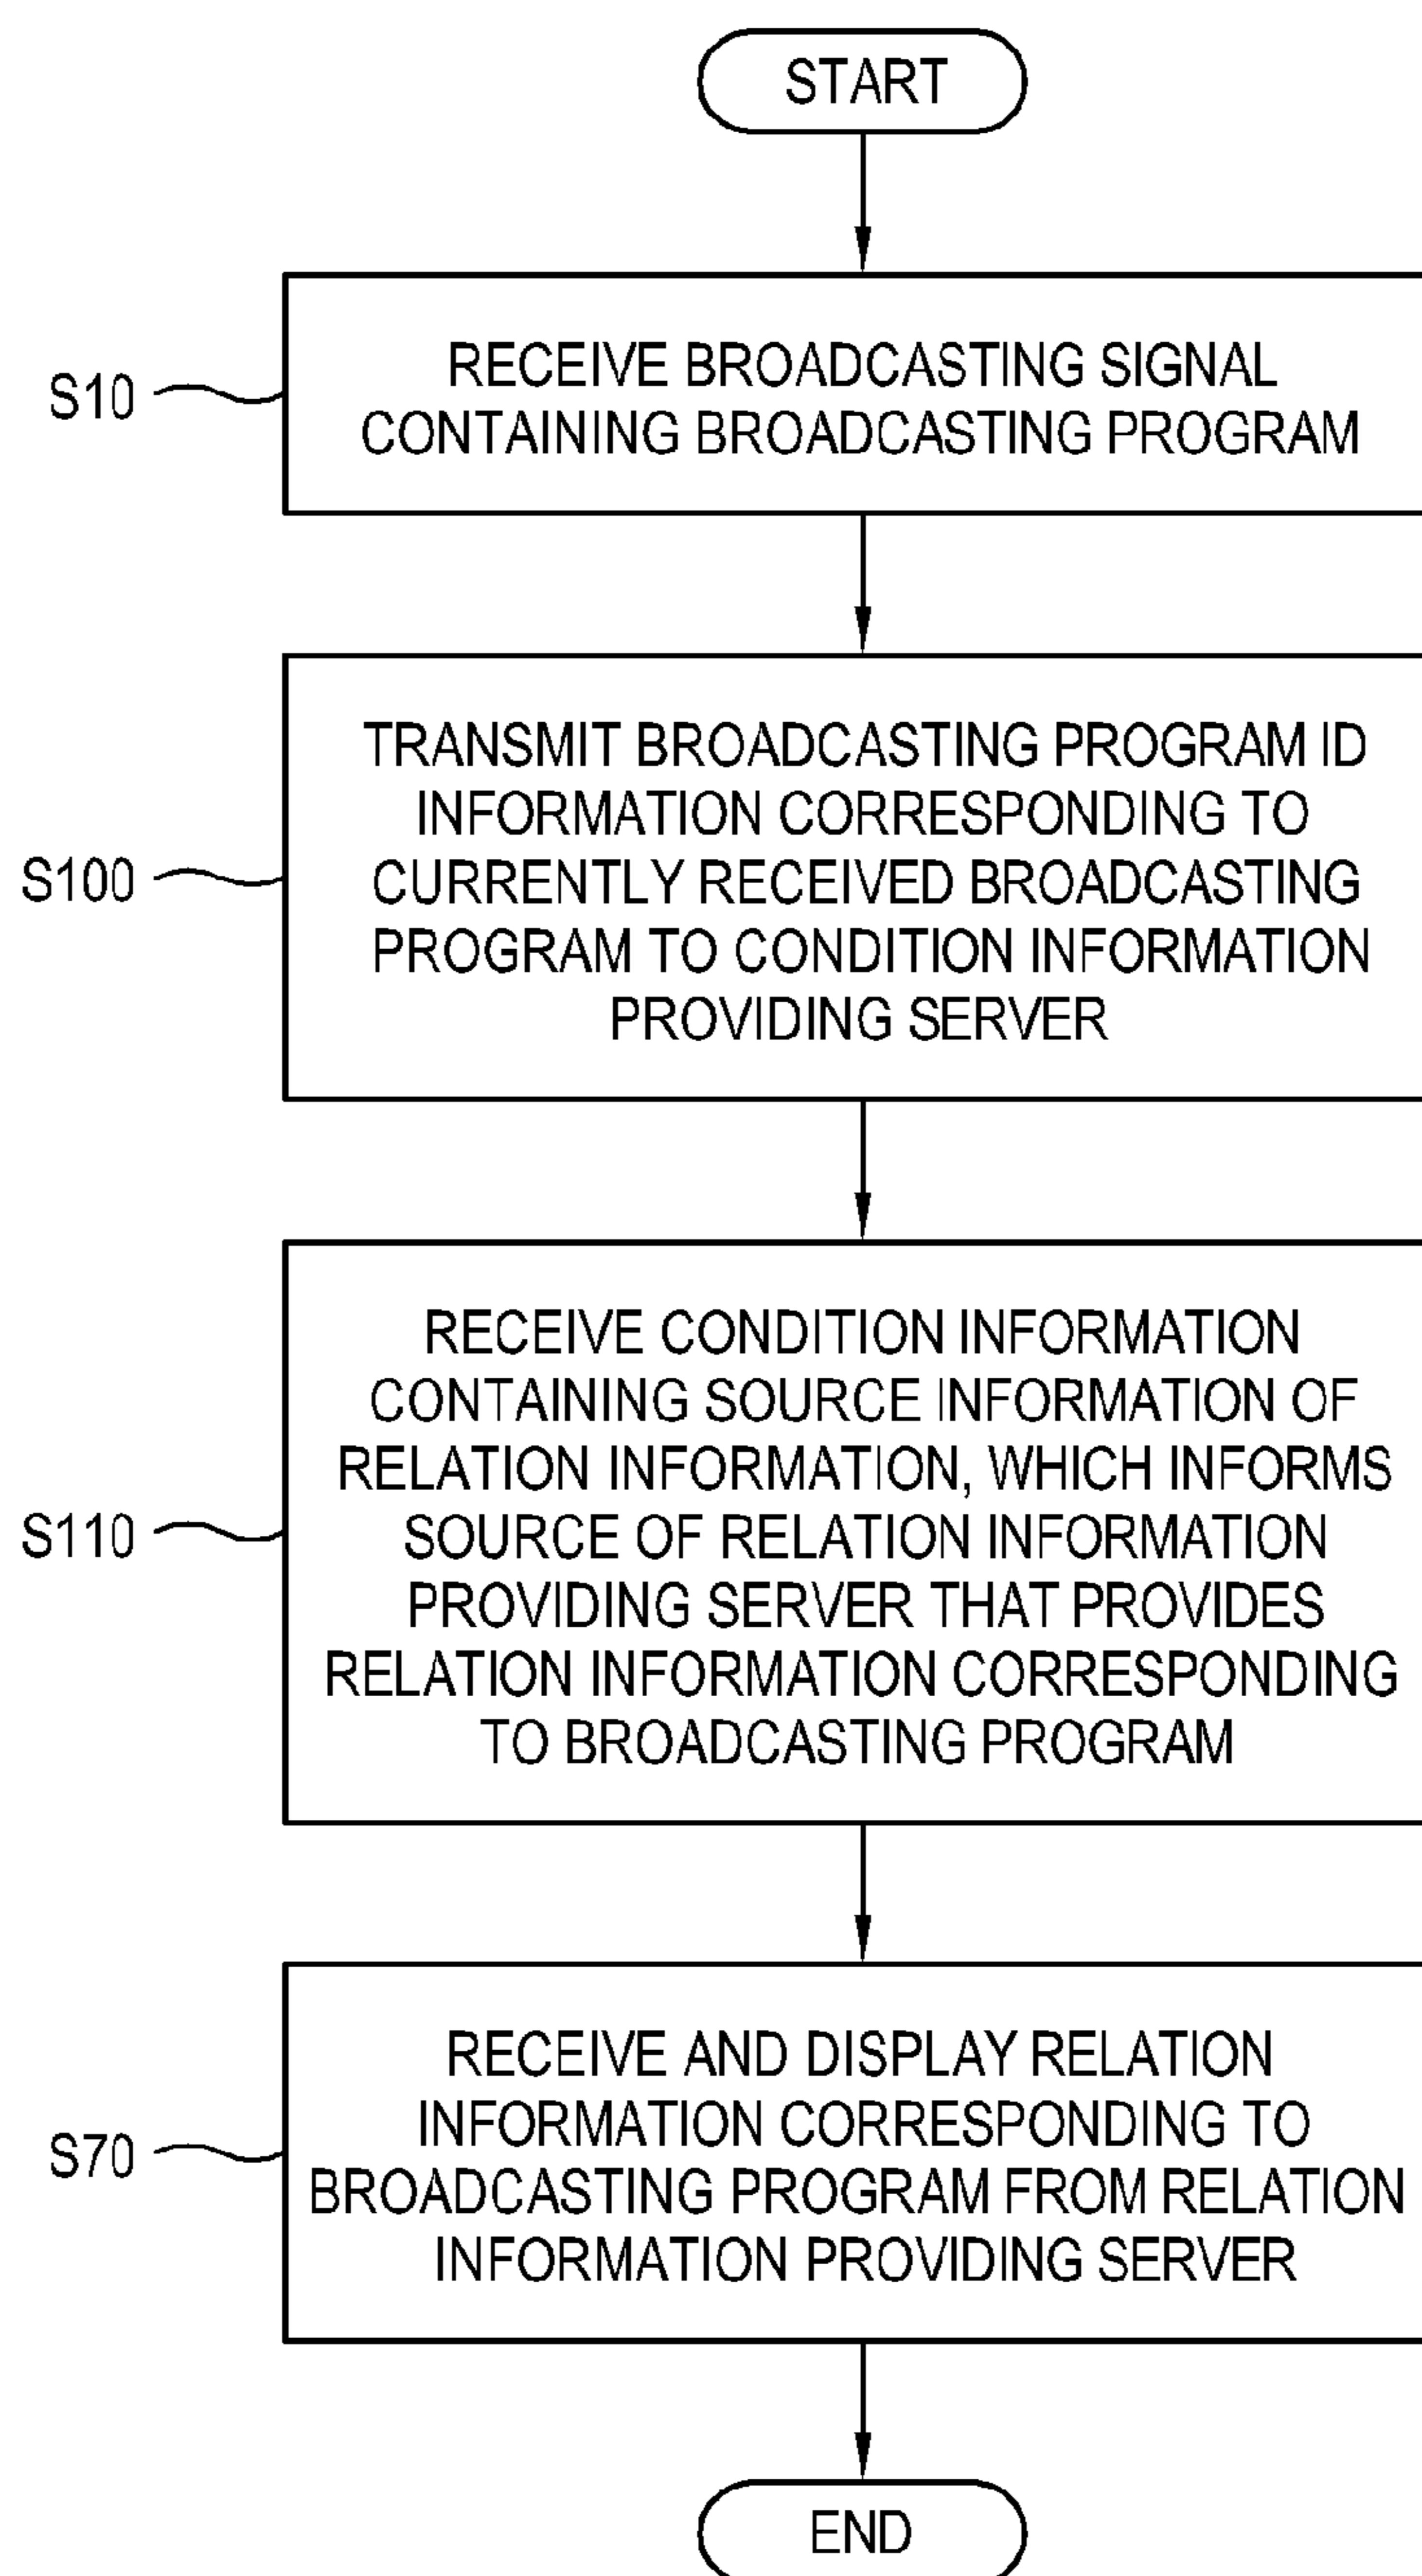 START
S10
RECEIVE BROADCASTING SIGNAL
CONTAINING BROADCASTING PROGRAM
S100
TRANSMIT BROADCASTING PROGRAM ID
INFORMATION CORRESPONDING TO
CURRENTLY RECEIVED BROADCASTING
PROGRAM TO CONDITION INFORMATION
PROVIDING SERVER
S110
RECEIVE CONDITION INFORMATION
CONTAINING SOURCE INFORMATION OF
RELATION INFORMATION, WHICH INFORMS
SOURCE OF RELATION INFORMATION
PROVIDING SERVER THAT PROVIDES
RELATION INFORMATION CORRESPONDING
TO BROADCASTING PROGRAM
S70
RECEIVE AND DISPLAY RELATION
INFORMATION CORRESPONDING TO
BROADCASTING PROGRAM FROM RELATION
INFORMATION PROVIDING SERVER
END